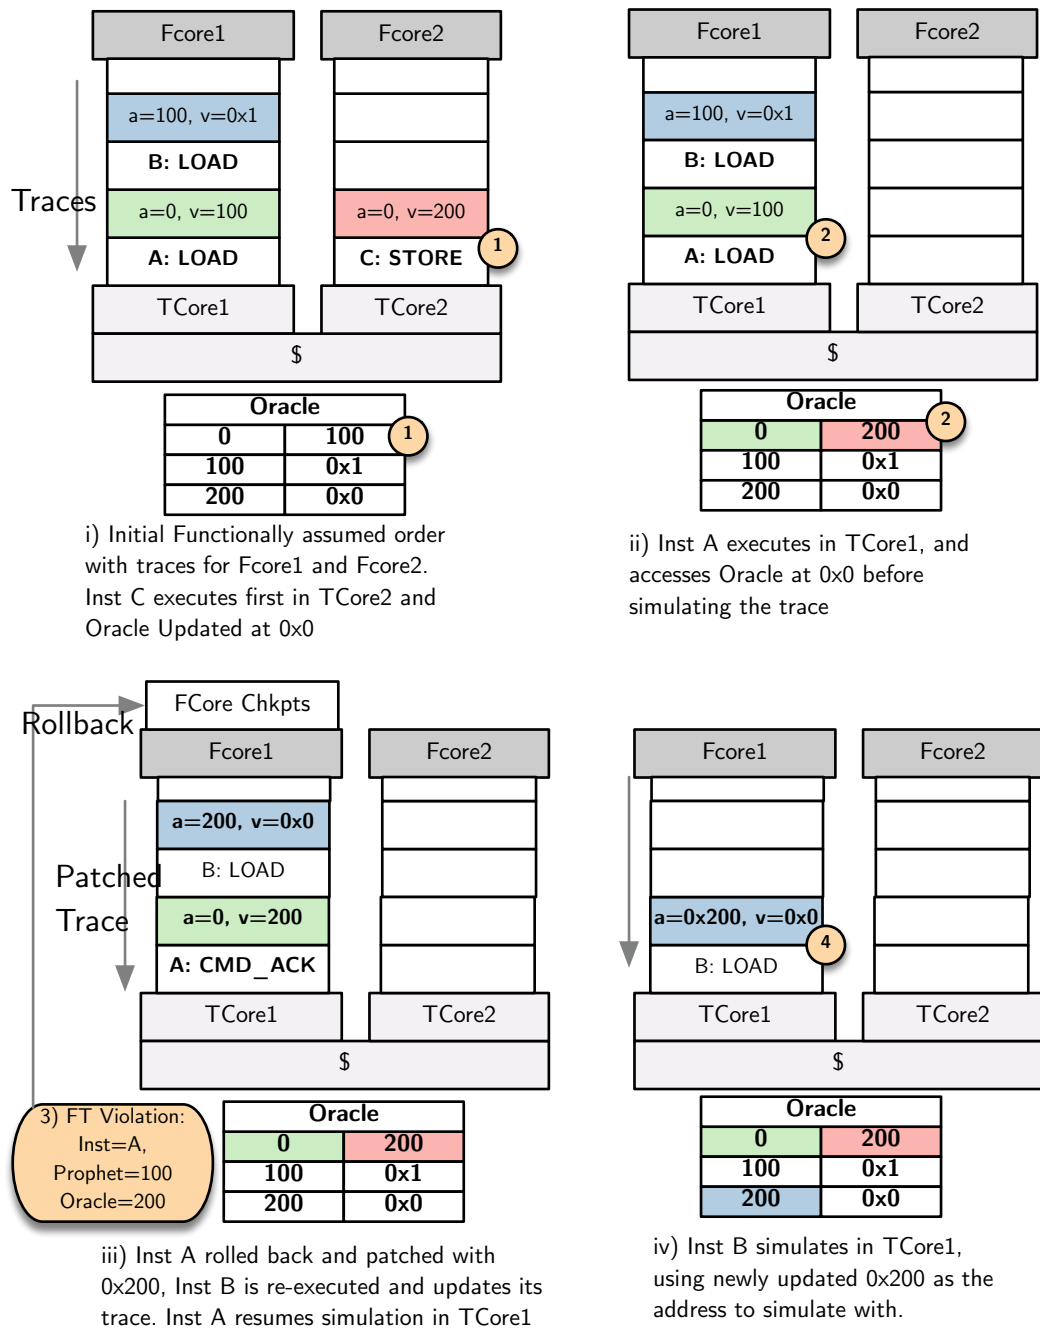 Fcore1
Fcore2
a=100, v=0x1
B: LOAD
Traces
a=0, v=100
a=0, v=200
A: LOAD
C: STORE
1
TCore1
TCore2
$
Oracle
0 100
1
100 0x1
200 0x0
i) Initial Functionally assumed order
with traces for Fcore1 and Fcore2.
Inst C executes first in TCore2 and
Oracle Updated at 0x0
Fcore1
Fcore2
a=100, v=0x1
B: LOAD
a=0, v=100
2
A: LOAD
TCore1
TCore2
$
Oracle
0 200
2
100 0x1
200 0x0
ii) Inst A executes in TCore1, and
accesses Oracle at 0x0 before
simulating the trace
FCore Chkpts
Rollback
Fcore1
Fcore2
a=200, v=0x0
B: LOAD
Patched
Trace
a=0, v=200
A: CMD_ACK
TCore1
TCore2
$
3) FT Violation:
Inst=A,
Prophet=100
Oracle=200
Oracle
0 200
100 0x1
200 0x0
iii) Inst A rolled back and patched with
0x200, Inst B is re-executed and updates its
trace. Inst A resumes simulation in TCore1
Fcore1
Fcore2
a=0x200, v=0x0
4
B: LOAD
TCore1
TCore2
$
Oracle
0 200
100 0x1
200 0x0
iv) Inst B simulates in TCore1,
using newly updated 0x200 as the
address to simulate with.